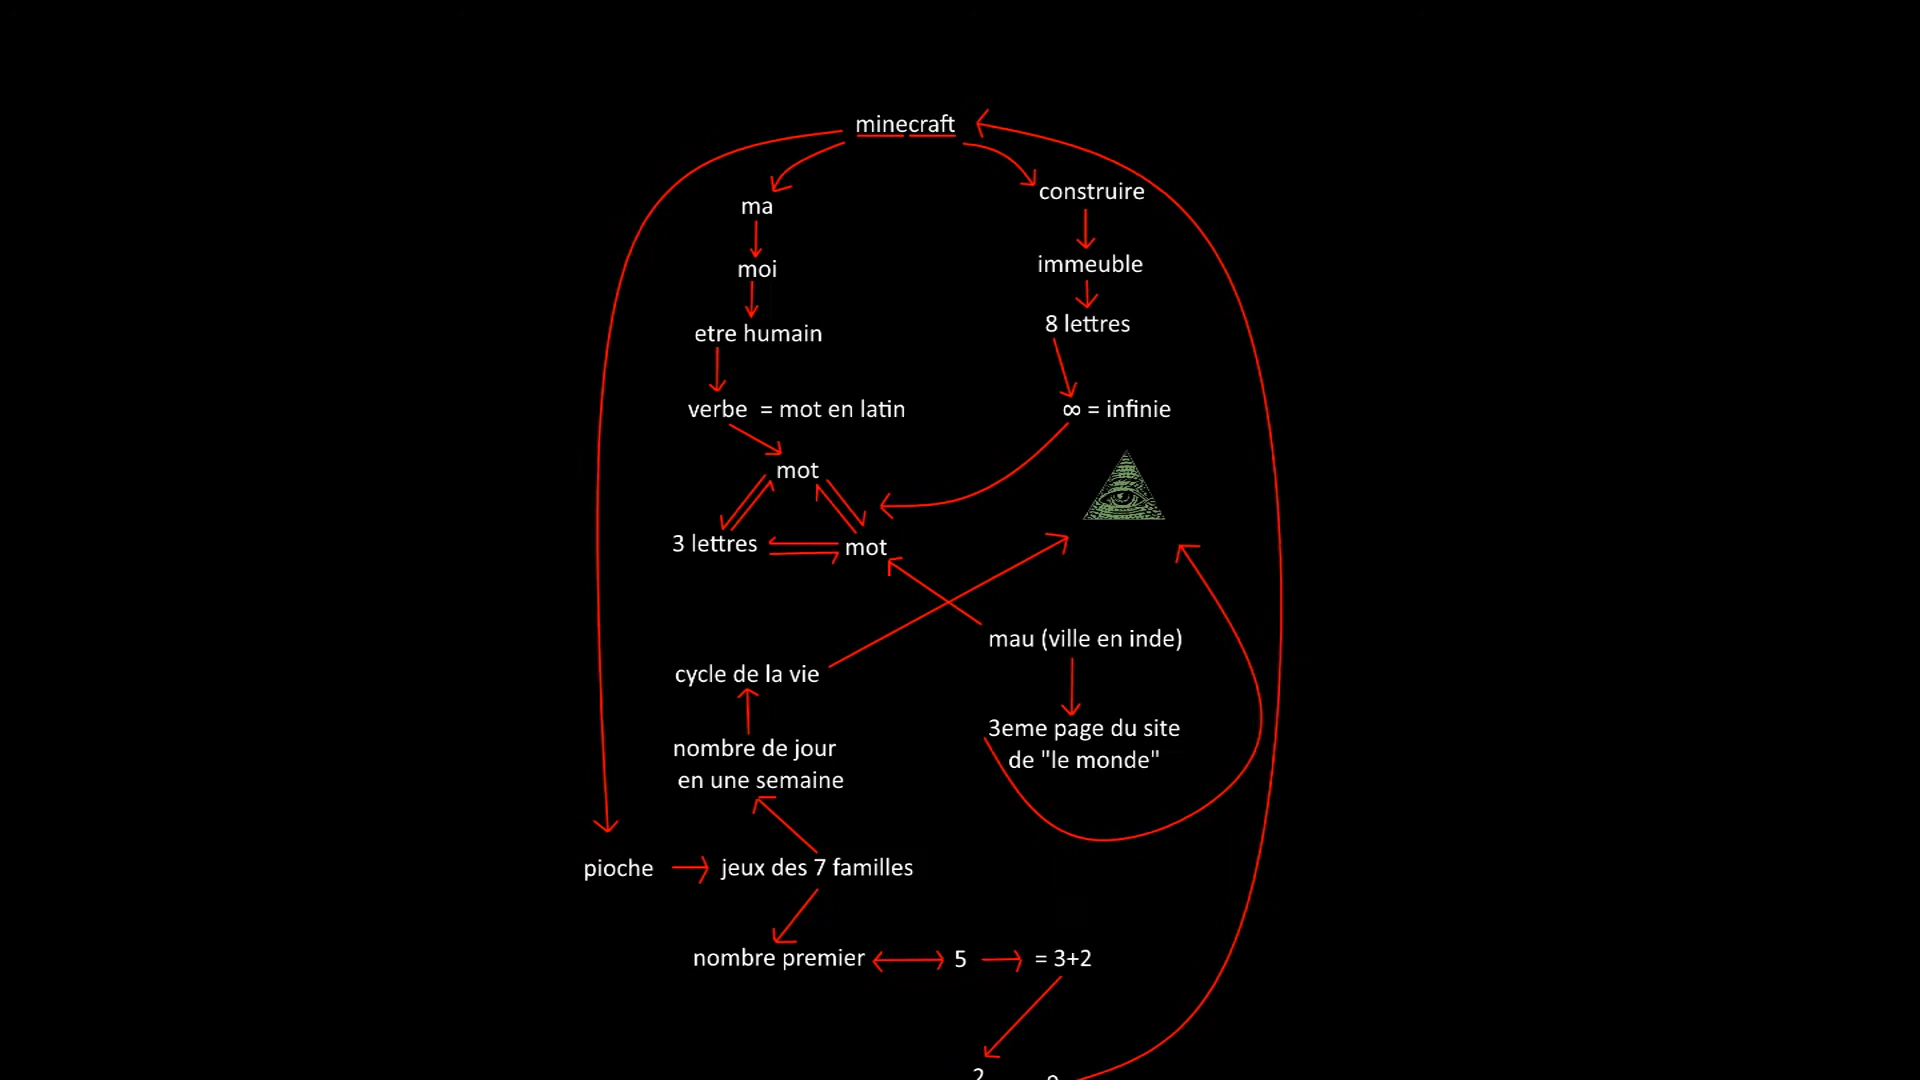 minecraft
ma
construire
moi
immeuble
etre humain
8 lettres
verbe = mot en latin
∞ = infinie
mot
3 lettres
mot
mau (ville en inde)
cycle de la vie
3eme page du site
de "le monde"
nombre de jour
en une semaine
pioche
jeux des 7 familles
nombre premier
5
= 3+2